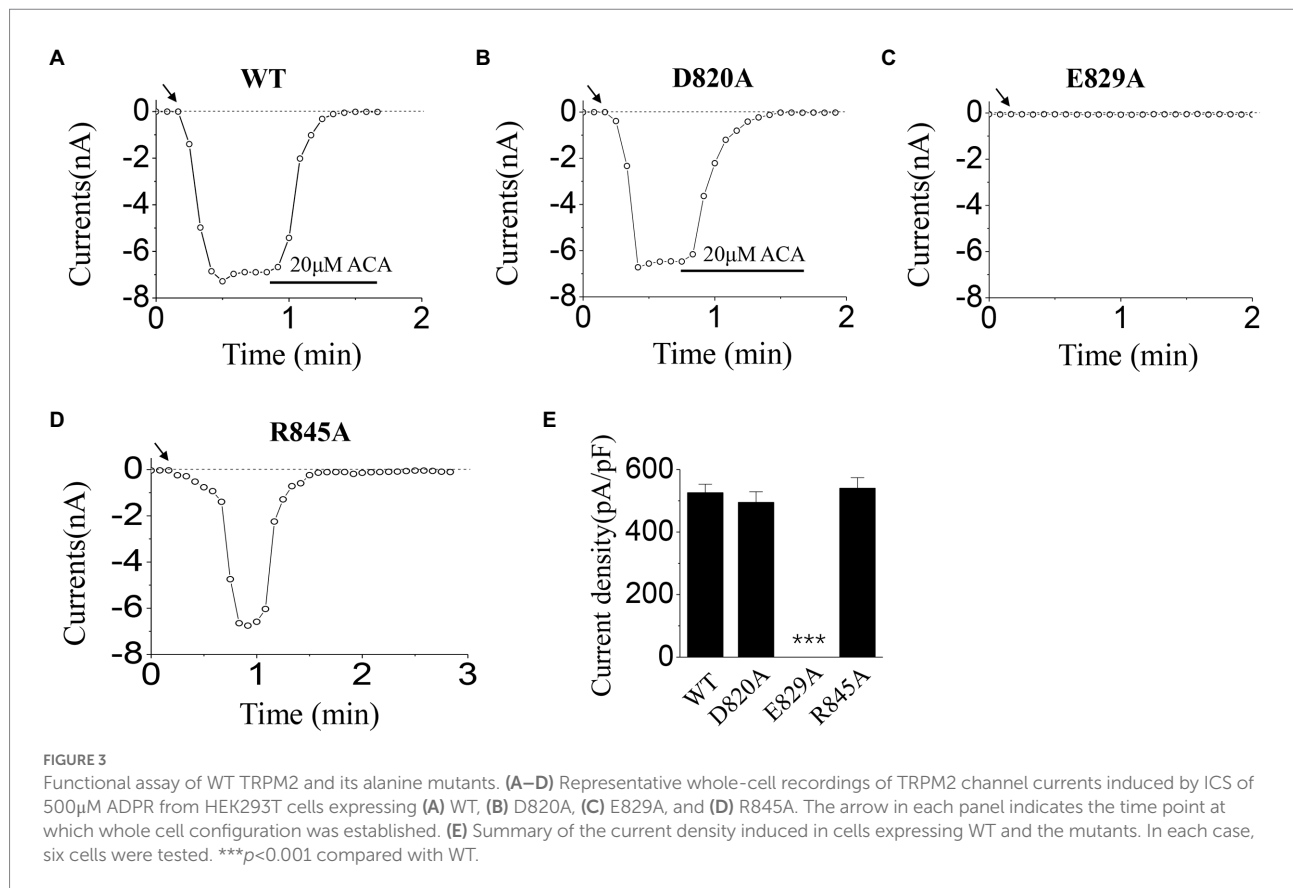 A
WT
0
-2
-4
-6
-8
Currents(nA)
20μM ACA
0 1 2
Time (min)
B
D820A
0
-2
-4
-6
-8
Currents(nA)
20μM ACA
0 1 2
Time (min)
C
E829A
0
-2
-4
-6
-8
Currents(nA)
0 1 2
Time (min)
D
R845A
0
-2
-4
-6
-8
Currents(nA)
0 1 2 3
Time (min)
E
600
400
200
0
Current density(pA/pF)
***
WT D820A E829A R845A
FIGURE 3
Functional assay of WT TRPM2 and its alanine mutants. (A–D) Representative whole-cell recordings of TRPM2 channel currents induced by ICS of
500μM ADPR from HEK293T cells expressing (A) WT, (B) D820A, (C) E829A, and (D) R845A. The arrow in each panel indicates the time point at
which whole cell configuration was established. (E) Summary of the current density induced in cells expressing WT and the mutants. In each case,
six cells were tested. ***p<0.001 compared with WT.